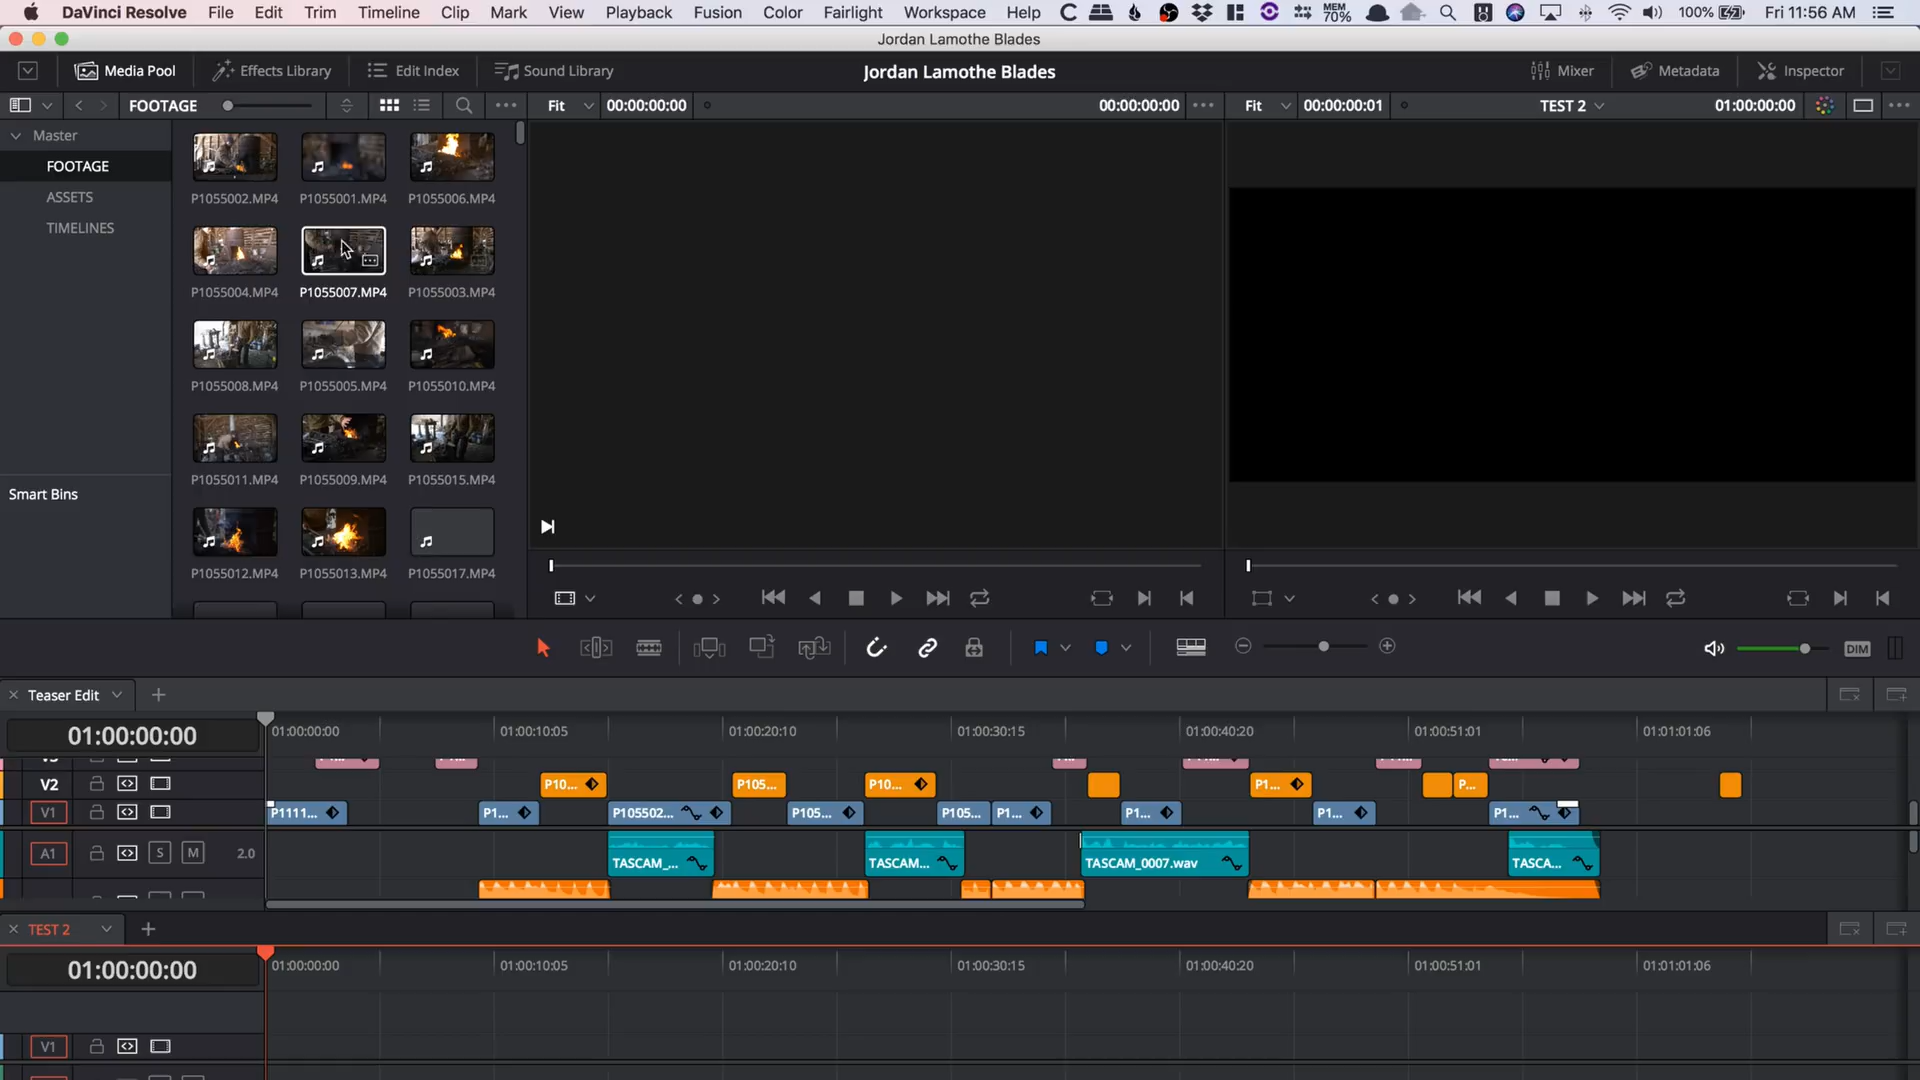 DaVinci Resolve File Edit Trim Timeline Clip Mark View Playback Fusion Color Fairlight Workspace Help MEM 70% 100% Fri 11:56 AM
Jordan Lamothe Blades
Media Pool Effects Library Edit Index Sound Library Jordan Lamothe Blades Mixer Metadata Inspector
FOOTAGE Fit 00:00:00:00 00:00:00:00 Fit 00:00:00:01 TEST 2 01:00:00:00
Master
FOOTAGE
ASSETS
TIMELINES
Smart Bins
P1055002.MP4 P1055001.MP4 P1055006.MP4
P1055004.MP4 P1055007.MP4 P1055003.MP4
P1055008.MP4 P1055005.MP4 P1055010.MP4
P1055011.MP4 P1055009.MP4 P1055015.MP4
P1055012.MP4 P1055013.MP4 P1055017.MP4
DIM
Teaser Edit
01:00:00:00 01:00:00:00 01:00:10:05 01:00:20:10 01:00:30:15 01:00:40:20 01:00:51:01 01:01:01:06
V2 P10... P105... P10... P1... P...
V1 P1111... P1... P105502... P105... P105... P1... P1... P1... P1...
A1 S M 2.0 TASCAM_... TASCAM... TASCAM_0007.wav TASCA...
TEST 2
01:00:00:00 01:00:00:00 01:00:10:05 01:00:20:10 01:00:30:15 01:00:40:20 01:00:51:01 01:01:01:06
V1